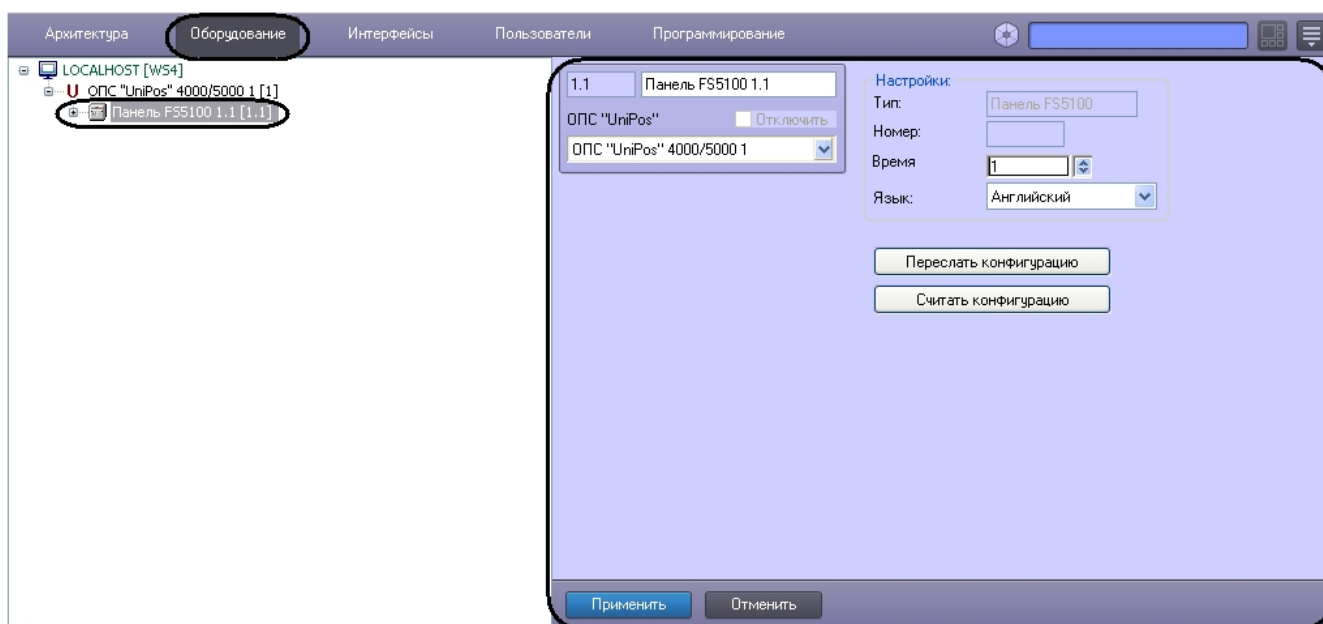 Архитектура Оборудование Интерфейсы Пользователи Программирование
LOCALHOST [WS4]
U ОПС "UniPos" 4000/5000 1 [1]
Панель FS5100 1.1 [1.1]
1.1 Панель FS5100 1.1
ОПС "UniPos" Отключить
ОПС "UniPos" 4000/5000 1
Настройки:
Тип: Панель FS5100
Номер:
Время 1
Язык: Английский
Переслать конфигурацию
Считать конфигурацию
Применить Отменить